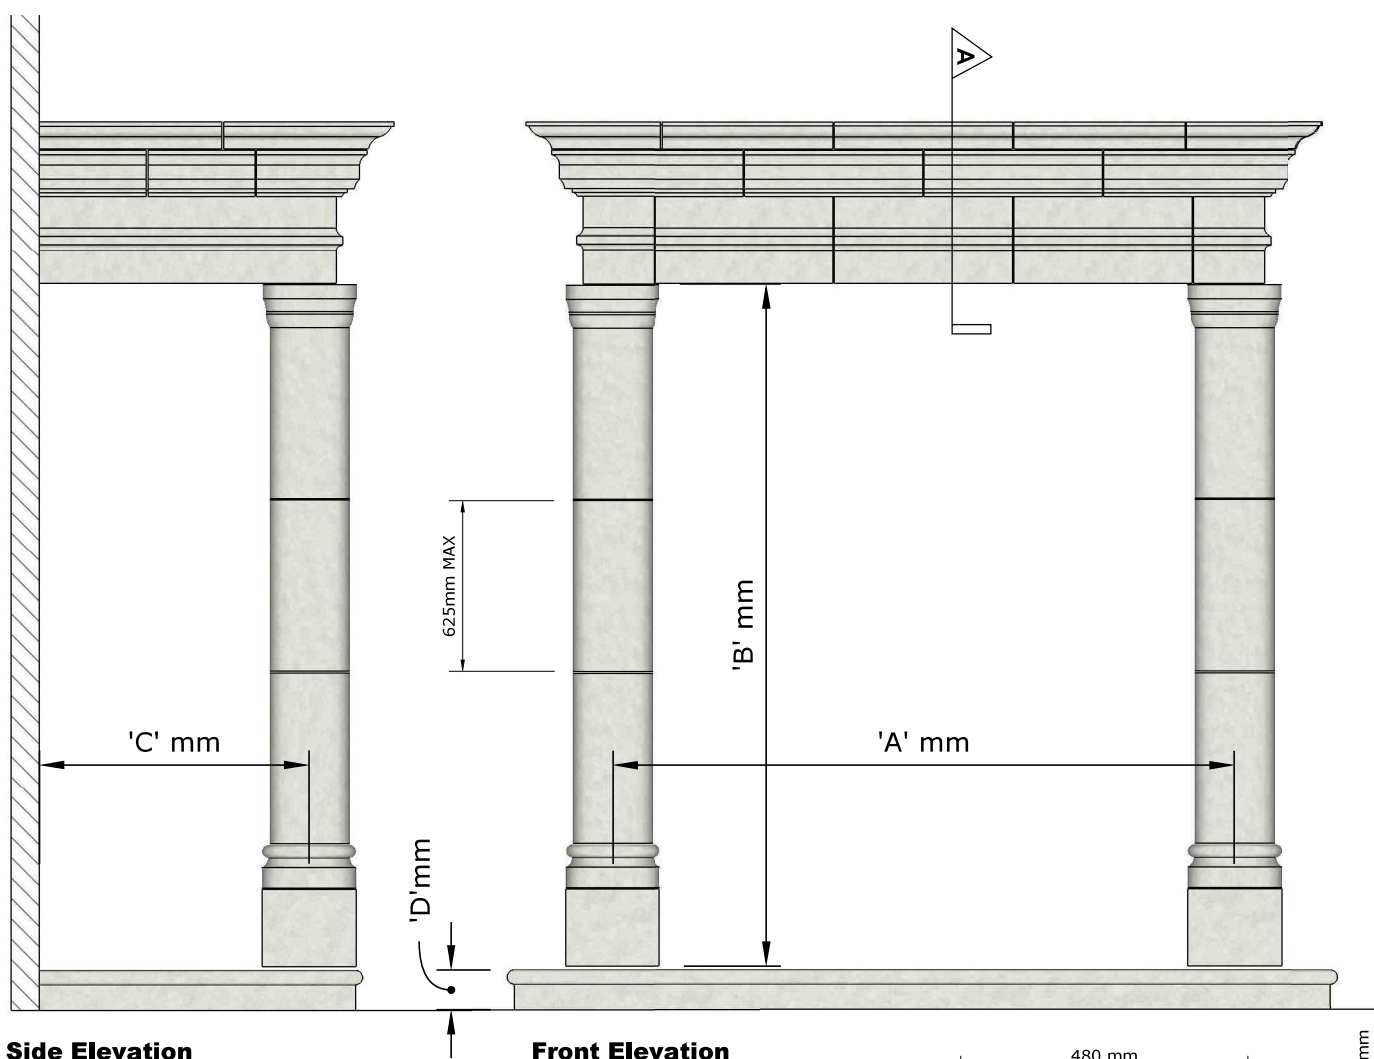 A
625mm MAX
'B' mm
'C' mm
'A' mm
'D'mm
Side Elevation
Front Elevation
480 mm
mm